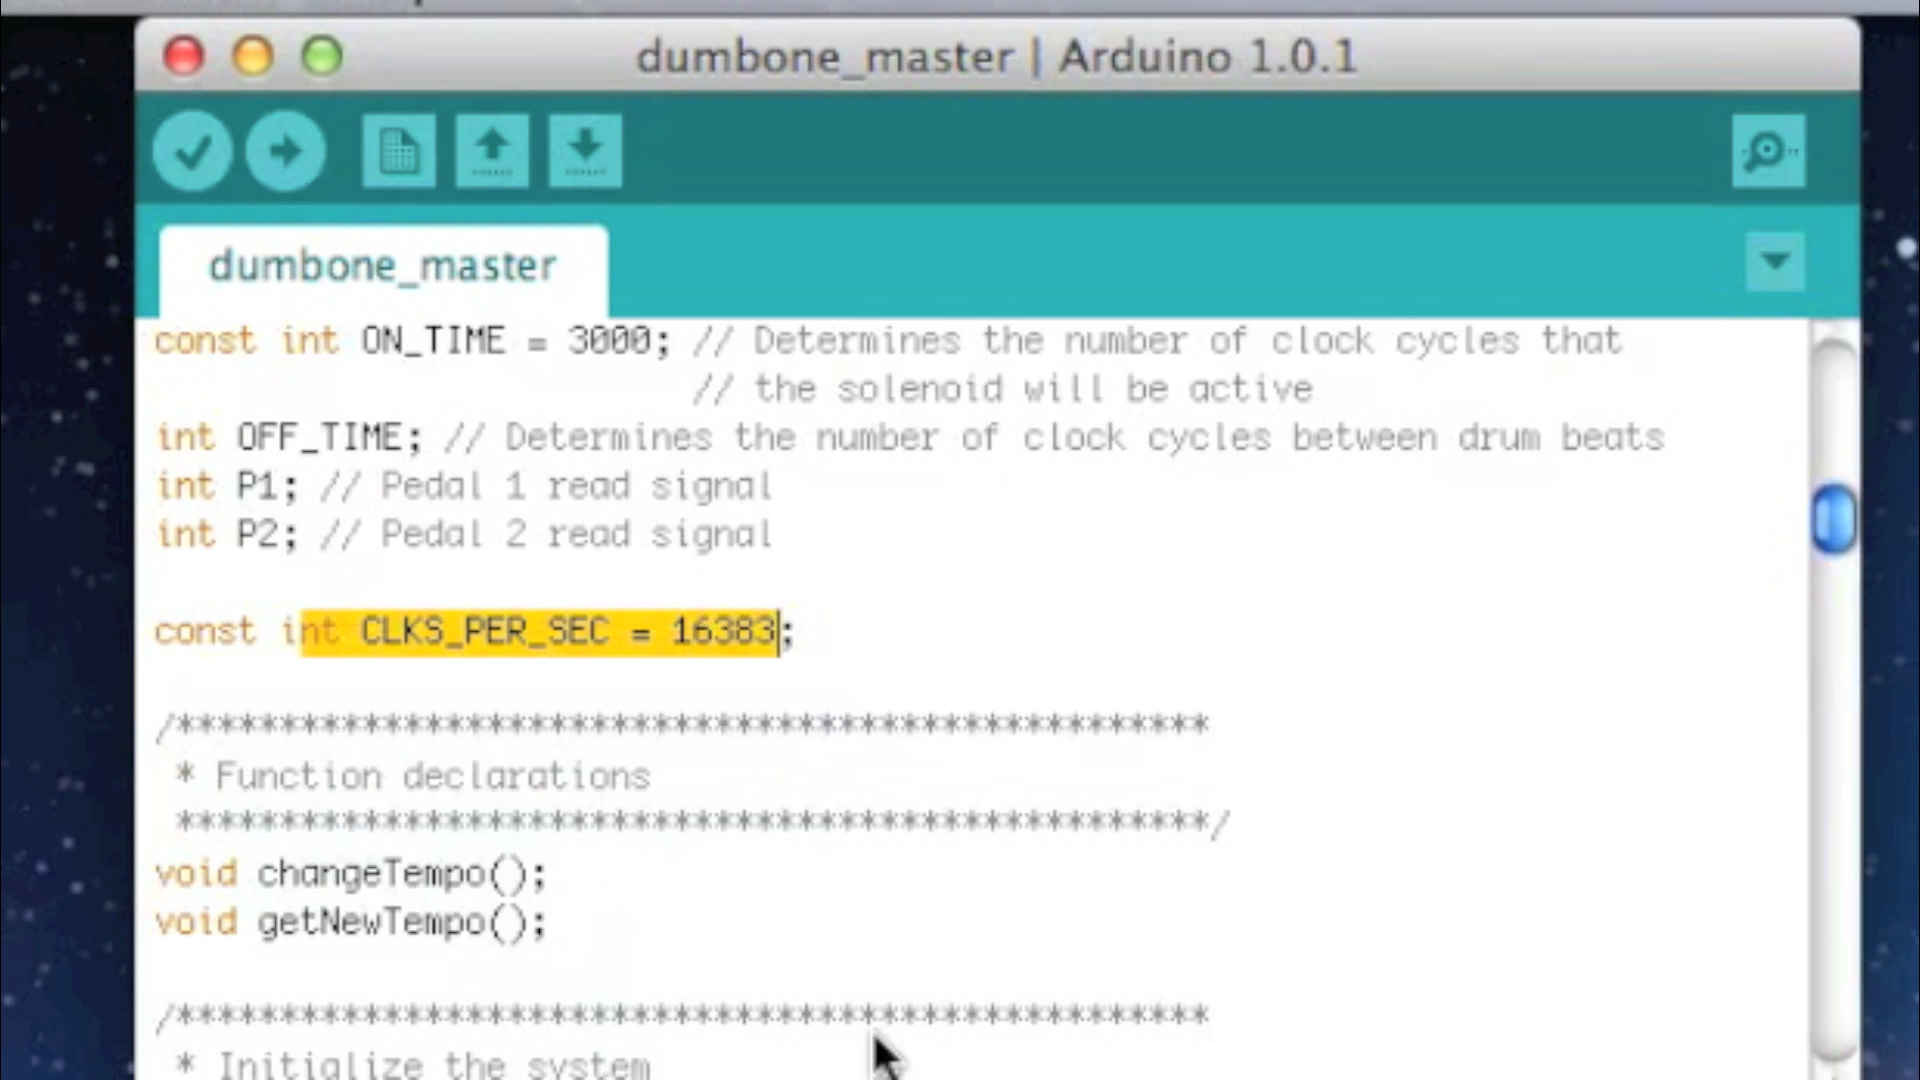 dumbone_master | Arduino 1.0.1
dumbone_master
const int ON_TIME = 3000; // Determines the number of clock cycles that
// the solenoid will be active
int OFF_TIME; // Determines the number of clock cycles between drum beats
int P1; // Pedal 1 read signal
int P2; // Pedal 2 read signal
const int CLKS_PER_SEC = 16383;
/**************************************************
* Function declarations
**************************************************/
void changeTempo();
void getNewTempo();
/**************************************************
* Initialize the system